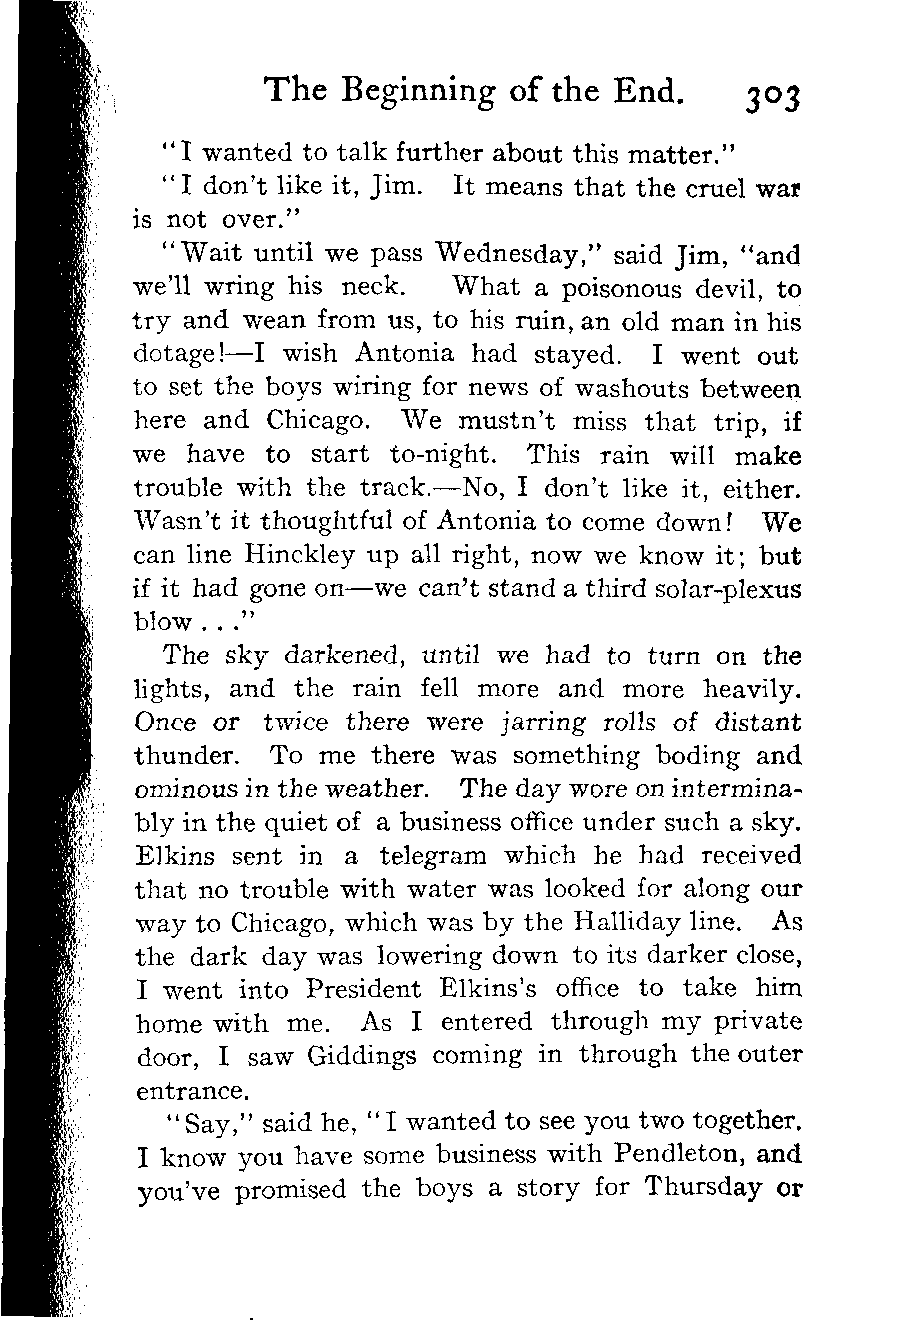 The Beginning of the End. 303
"I wanted to talk further about this matter."
"I don't like it, Jim. It means that the cruel war
is not over."
"Wait until we pass Wednesday," said Jim, "and
we'll wring his neck. What a poisonous devil, to
try and wean from us, to his ruin, an old man in his
dotage!—I wish Antonia had stayed. I went out
to set the boys wiring for news of washouts between
here and Chicago. We mustn't miss that trip, if
we have to start to-night. This rain will make
trouble with the track.—No, I don't like it, either.
Wasn't it thoughtful of Antonia to come down! We
can line Hinckley up all right, now we know it; but
if it had gone on—we can't stand a third solar-plexus
blow . . ."
The sky darkened, until we had to turn on the
lights, and the rain fell more and more heavily.
Once or twice there were jarring rolls of distant
thunder. To me there was something boding and
ominous in the weather. The day wore on intermina-
bly in the quiet of a business office under such a sky.
Elkins sent in a telegram which he had received
that no trouble with water was looked for along our
way to Chicago, which was by the Halliday line. As
the dark day was lowering down to its darker close,
I went into President Elkins's office to take him
home with me. As I entered through my private
door, I saw Giddings coming in through the outer
entrance.
"Say," said he, "I wanted to see you two together.
I know you have some business with Pendleton, and
you've promised the boys a story for Thursday or